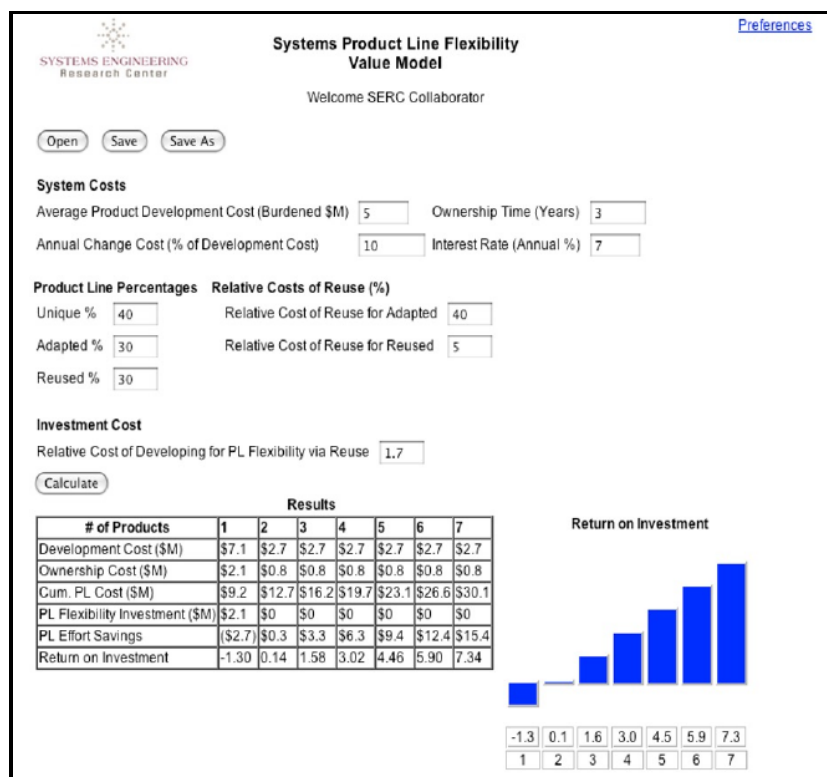 Preferences
SYSTEMS ENGINEERING
Research Center
Systems Product Line Flexibility
Value Model
Welcome SERC Collaborator
Open Save Save As
System Costs
Average Product Development Cost (Burdened $M) 5 Ownership Time (Years) 3
Annual Change Cost (% of Development Cost) 10 Interest Rate (Annual %) 7
Product Line Percentages Relative Costs of Reuse (%)
Unique % 40 Relative Cost of Reuse for Adapted 40
Adapted % 30 Relative Cost of Reuse for Reused 5
Reused % 30
Investment Cost
Relative Cost of Developing for PL Flexibility via Reuse 1.7
Calculate
Results
# of Products 1 2 3 4 5 6 7
Development Cost ($M) $7.1 $2.7 $2.7 $2.7 $2.7 $2.7 $2.7
Ownership Cost ($M) $2.1 $0.8 $0.8 $0.8 $0.8 $0.8 $0.8
Cum. PL Cost ($M) $9.2 $12.7 $16.2 $19.7 $23.1 $26.6 $30.1
PL Flexibility Investment ($M) $2.1 $0 $0 $0 $0 $0 $0
PL Effort Savings ($2.7) $0.3 $3.3 $6.3 $9.4 $12.4 $15.4
Return on Investment -1.30 0.14 1.58 3.02 4.46 5.90 7.34
Return on Investment
-1.3 0.1 1.6 3.0 4.5 5.9 7.3
1 2 3 4 5 6 7